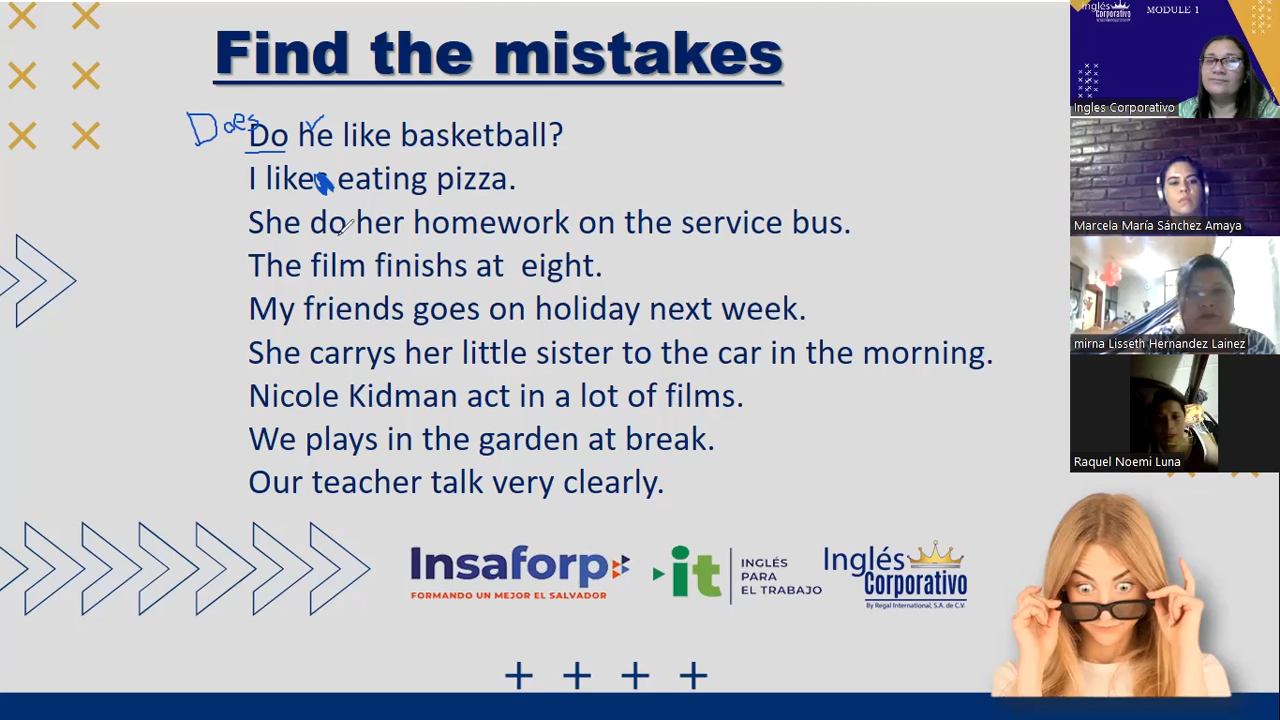 Find the mistakes
Does
Do he like basketball?
I like eating pizza.
She do her homework on the service bus.
The film finishs at eight.
My friends goes on holiday next week.
She carrys her little sister to the car in the morning.
Nicole Kidman act in a lot of films.
We plays in the garden at break.
Our teacher talk very clearly.
Insaforp
FORMANDO UN MEJOR EL SALVADOR
it
INGLÉS
PARA
EL TRABAJO
Inglés
Corporativo
By Regal International, S.A. de C.V.
Inglés
Corporativo
MODULE 1
Ingles Corporativo
Marcela María Sánchez Amaya
mirna Lisseth Hernandez Lainez
Raquel Noemi Luna